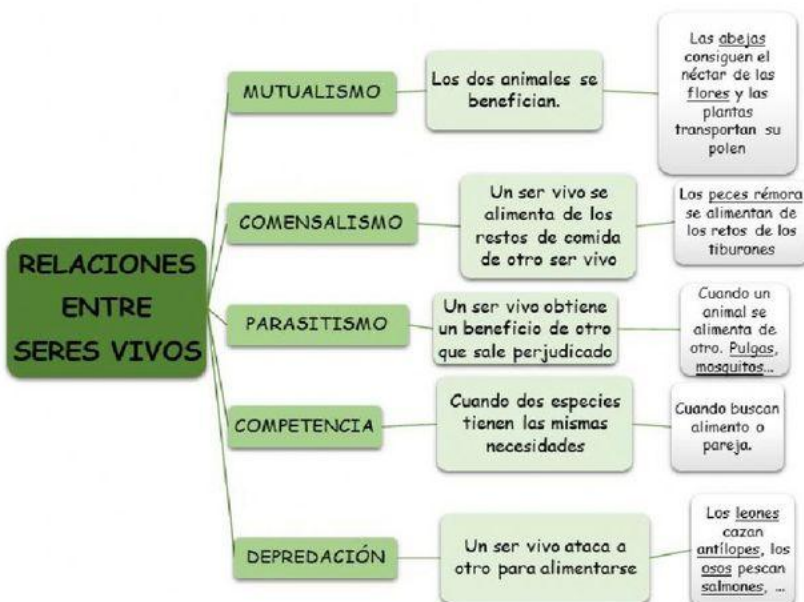 RELACIONES
ENTRE
SERES VIVOS
MUTUALISMO
Los dos animales se
benefician.
Las abejas
consiguen el
néctar de las
flores y las
plantas
transportan su
polen
COMENSALISMO
Un ser vivo se
alimenta de los
restos de comida
de otro ser vivo
Los peces rémora
se alimentan de
los retos de los
tiburones
PARASITISMO
Un ser vivo obtiene
un beneficio de otro
que sale perjudicado
Cuando un
animal se
alimenta de
otro. Pulgas,
mosquitos...
COMPETENCIA
Cuando dos especies
tienen las mismas
necesidades
Cuando buscan
alimento o
pareja.
DEPREDACIÓN
Un ser vivo ataca a
otro para alimentarse
Los leones
cazan
antílopes, los
osos pescan
salmones, ...